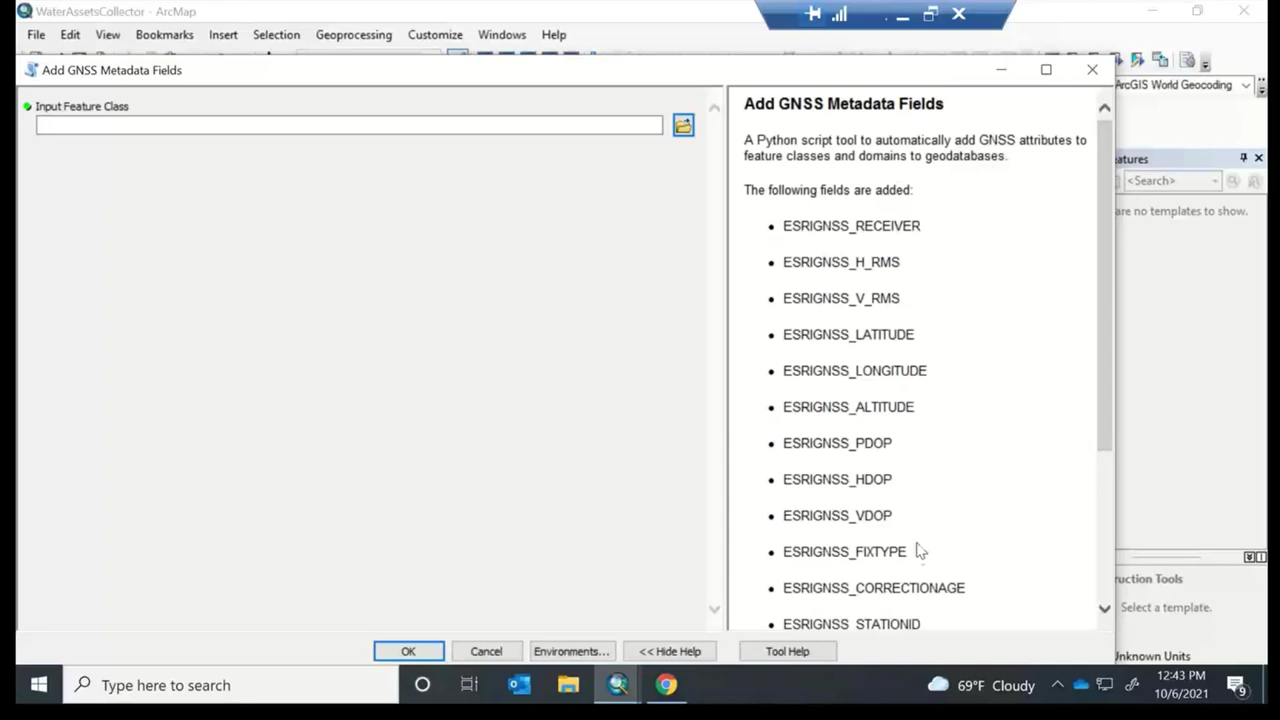 WaterAssetsCollector - ArcMap
File Edit View Bookmarks Insert Selection Geoprocessing Customize Windows Help
Add GNSS Metadata Fields
ArcGIS World Geocoding
Input Feature Class
Add GNSS Metadata Fields
A Python script tool to automatically add GNSS attributes to
feature classes and domains to geodatabases.
The following fields are added:
• ESRIGNSS_RECEIVER
• ESRIGNSS_H_RMS
• ESRIGNSS_V_RMS
• ESRIGNSS_LATITUDE
• ESRIGNSS_LONGITUDE
• ESRIGNSS_ALTITUDE
• ESRIGNSS_PDOP
• ESRIGNSS_HDOP
• ESRIGNSS_VDOP
• ESRIGNSS_FIXTYPE
• ESRIGNSS_CORRECTIONAGE
ESRIGNSS_STATIONID
eatures
<Search>
are no templates to show.
ruction Tools
Select a template.
nknown Units
OK Cancel Environments... << Hide Help Tool Help
Type here to search
69°F Cloudy
12:43 PM
10/6/2021
9